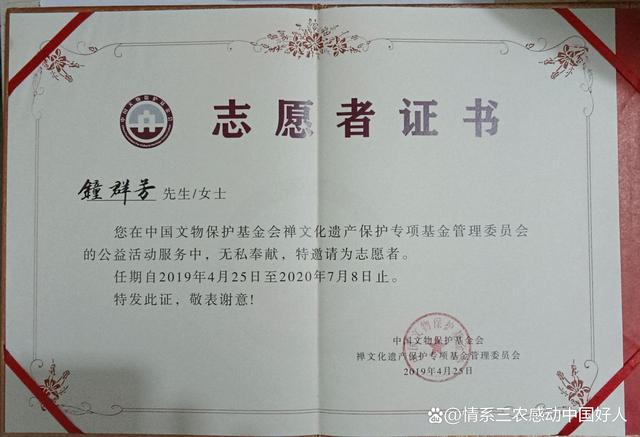 志愿者证书
鐘群芳 先生/女士
您在中国文物保护基金会禅文化遗产保护专项基金管理委员会
的公益活动服务中，无私奉献，特邀请为志愿者。
任期自2019年4月25日至2020年7月8日止。
特发此证，敬表谢意!
中国文物保护基金会
禅文化遗产保护专项基金管理委员会
2019年4月25日
@情系三农感动中国好人